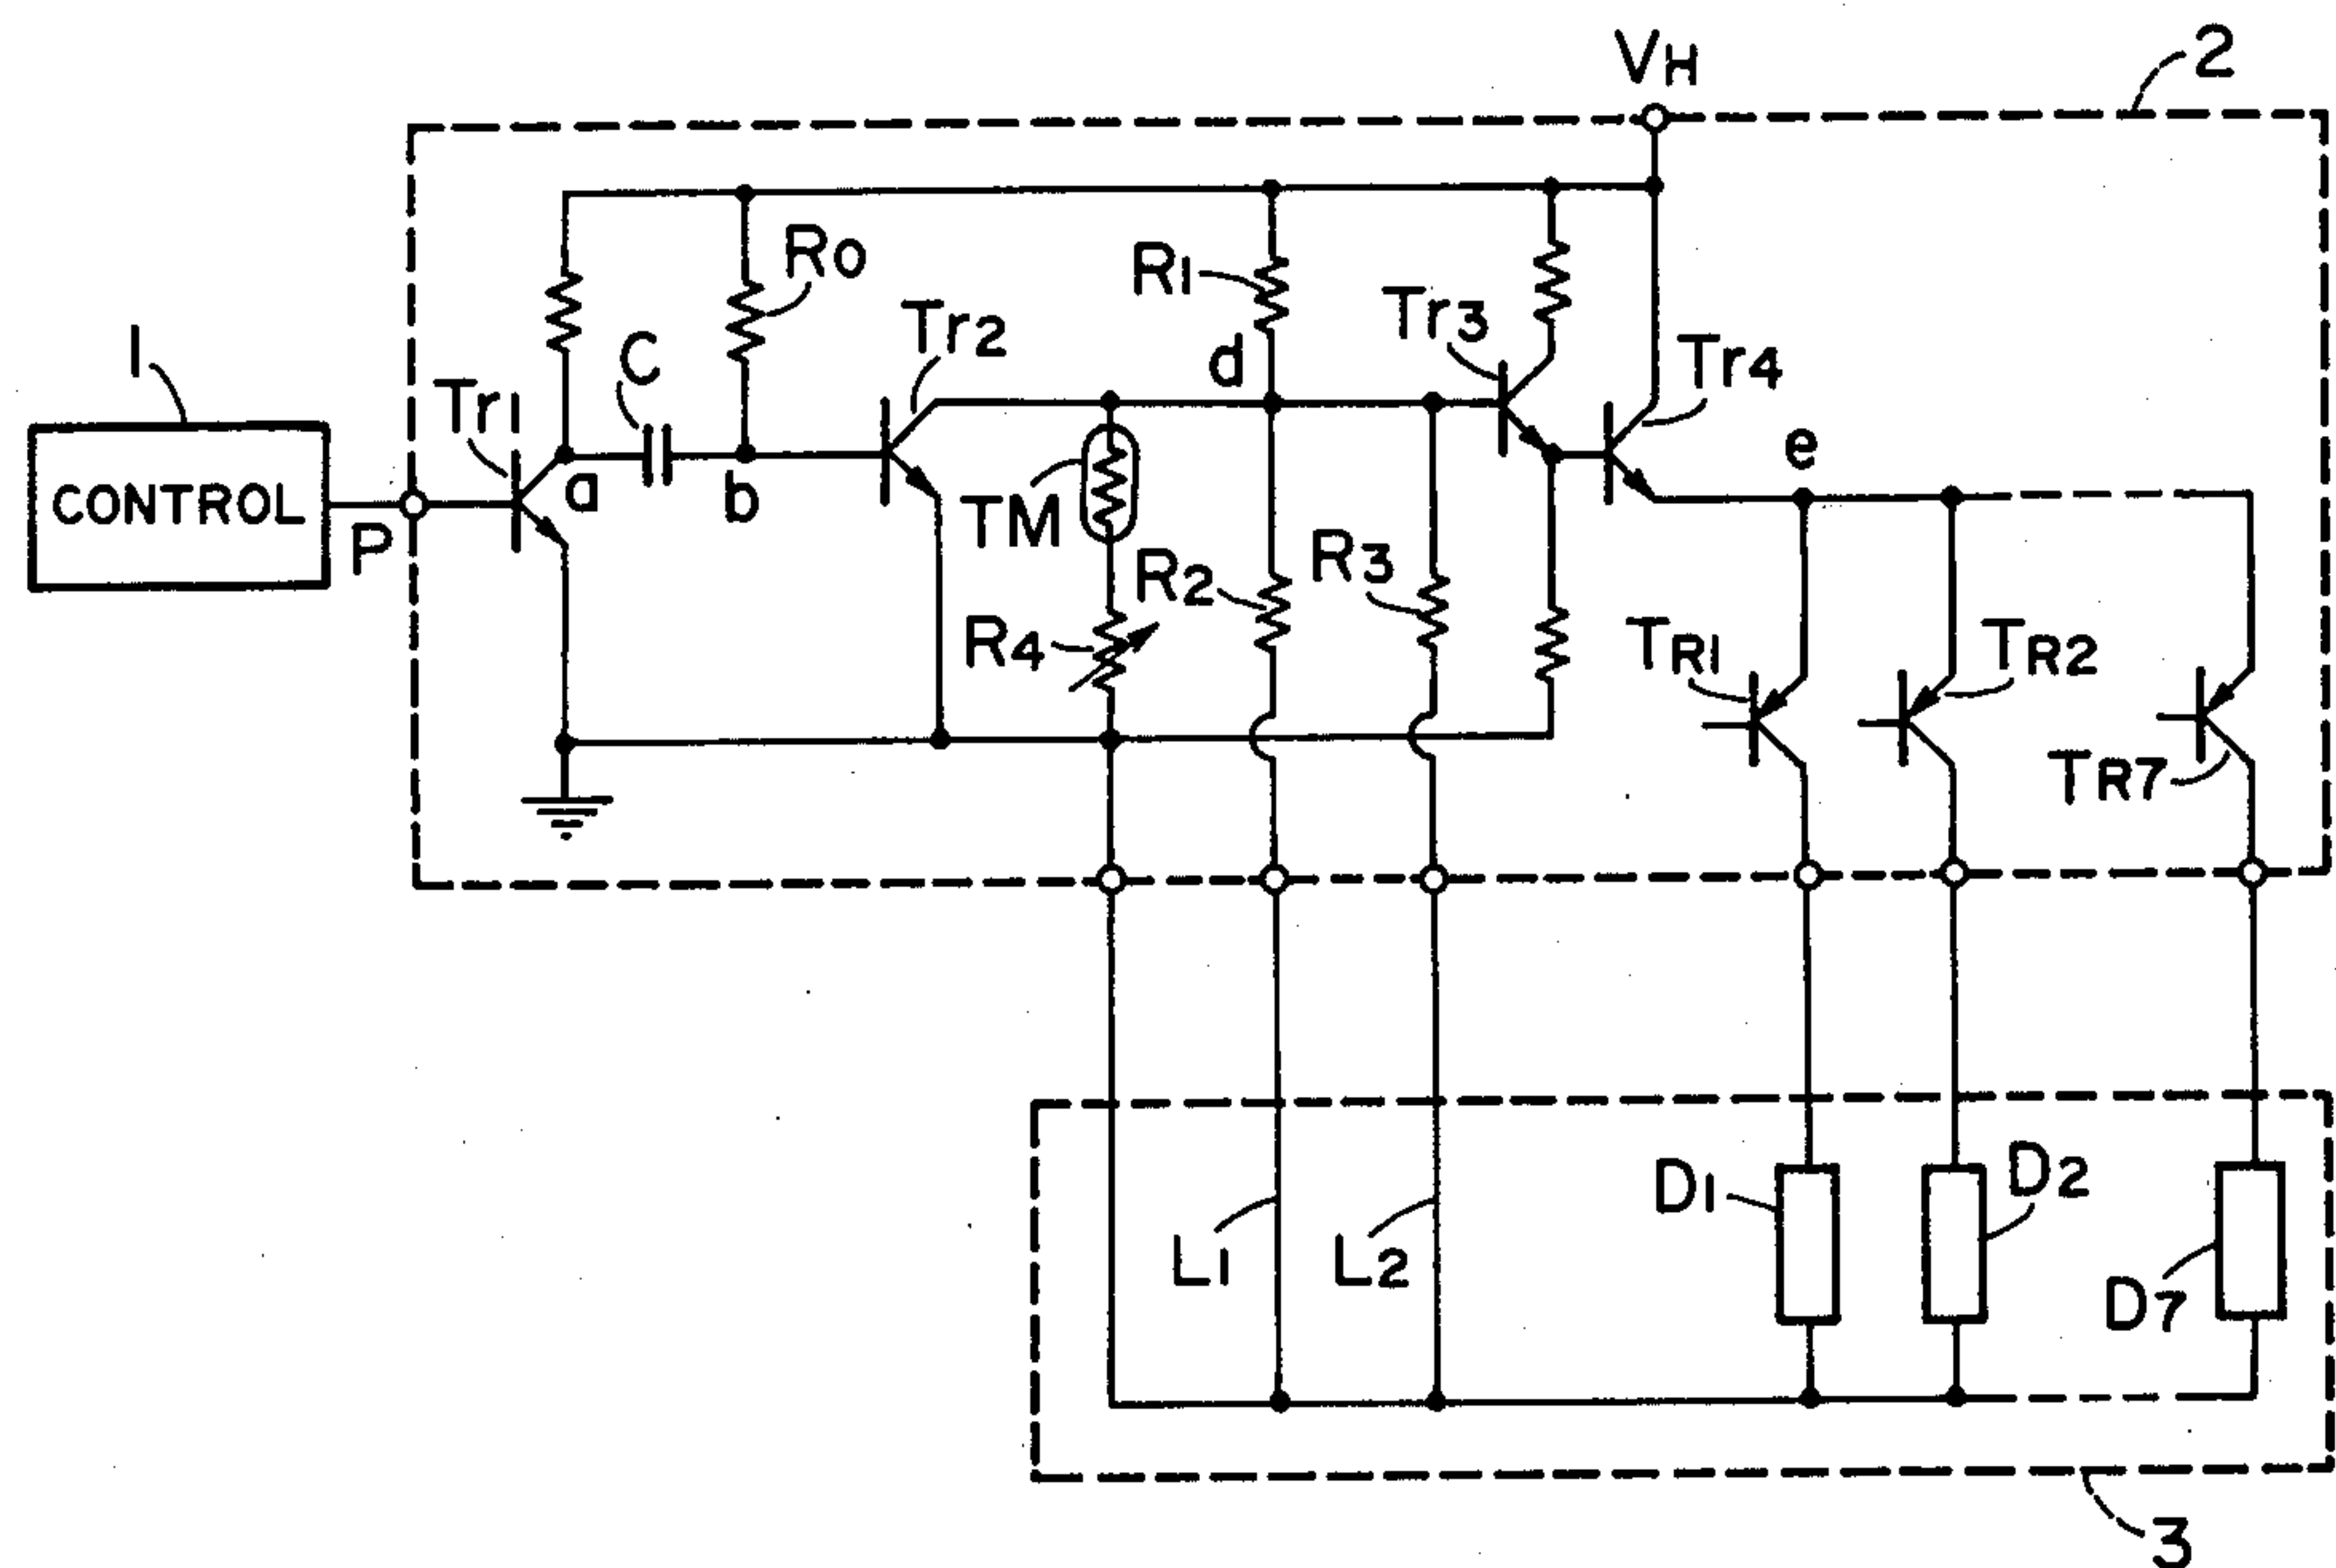 VH
2
R0
R1
Tr3
Tr2
Tr4
1
C
d
Tr1
e
a
b
CONTROL
P
TM
R2
R3
R4
TR1
TR2
TR7
D1
D2
L1
L2
D7
3